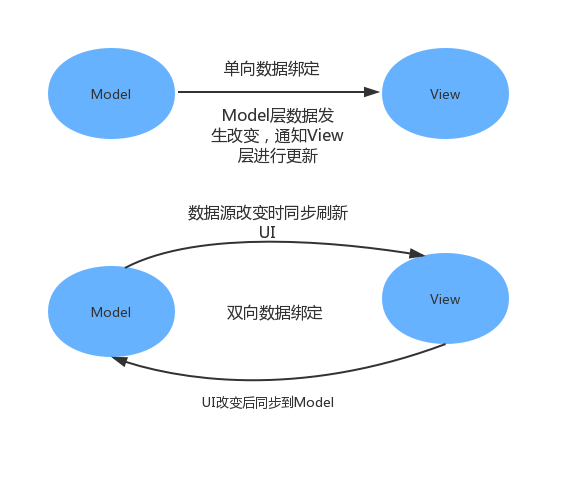 单向数据绑定
Model
View
Model层数据发
生改变，通知View
层进行更新
数据源改变时同步刷新
UI
Model
双向数据绑定
View
UI改变后同步到Model